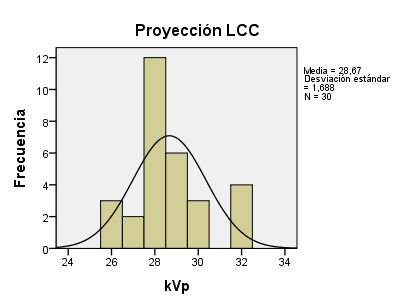 Proyección LCC
Media = 28,67
Desviación estándar
= 1,688
N = 30
Frecuencia
12
10
8
6
4
2
0
24 26 28 30 32 34
kVp